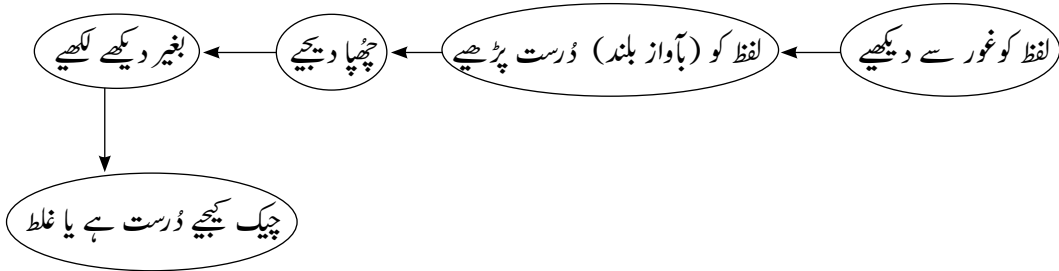 لفظ کو غور سے دیکھیے
لفظ کو (بآواز بلند) دُرست پڑھیے
چھُپا دیجیے
بغیر دیکھے لکھیے
چیک کیجیے دُرست ہے یا غلط